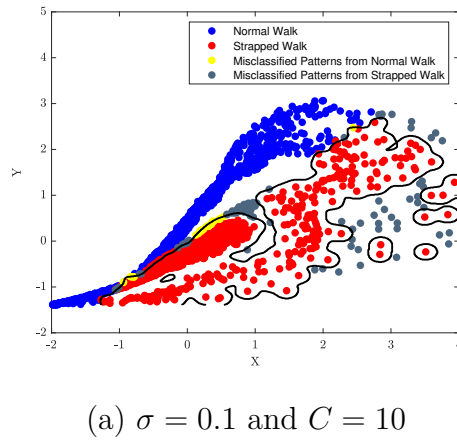 5
4
3
2
1
0
-1
-2
Y
Normal Walk
Strapped Walk
Misclassified Patterns from Normal Walk
Misclassified Patterns from Strapped Walk
-2 -1 0 1 2 3 4
X
(a) σ = 0.1 and C = 10